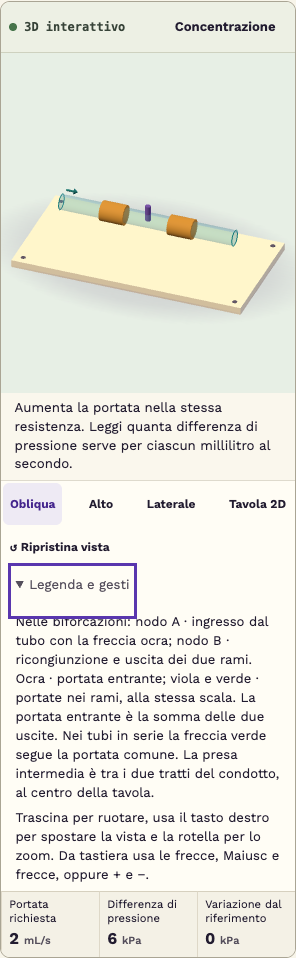 3D interattivo
Concentrazione
Aumenta la portata nella stessa
resistenza. Leggi quanta differenza di
pressione serve per ciascun millilitro al
secondo.
Obliqua
Alto
Laterale
Tavola 2D
↺ Ripristina vista
▼ Legenda e gesti
Nelle biforcazioni: nodo A · ingresso dal
tubo con la freccia ocra; nodo B ·
ricongiunzione e uscita dei due rami.
Ocra · portata entrante; viola e verde ·
portate nei rami, alla stessa scala. La
portata entrante è la somma delle due
uscite. Nei tubi in serie la freccia verde
segue la portata comune. La presa
intermedia è tra i due tratti del condotto,
al centro della tavola.
Trascina per ruotare, usa il tasto destro
per spostare la vista e la rotella per lo
zoom. Da tastiera usa le frecce, Maiusc e
frecce, oppure + e −.
Portata
richiesta
2 mL/s
Differenza di
pressione
6 kPa
Variazione dal
riferimento
0 kPa